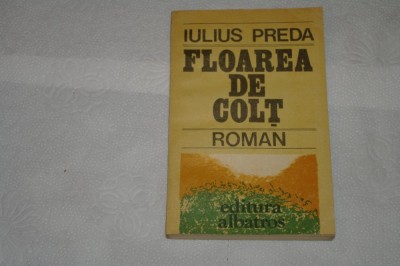 IULIUS PREDA
FLOAREA
DE
COLȚ
ROMAN
editura
albatros